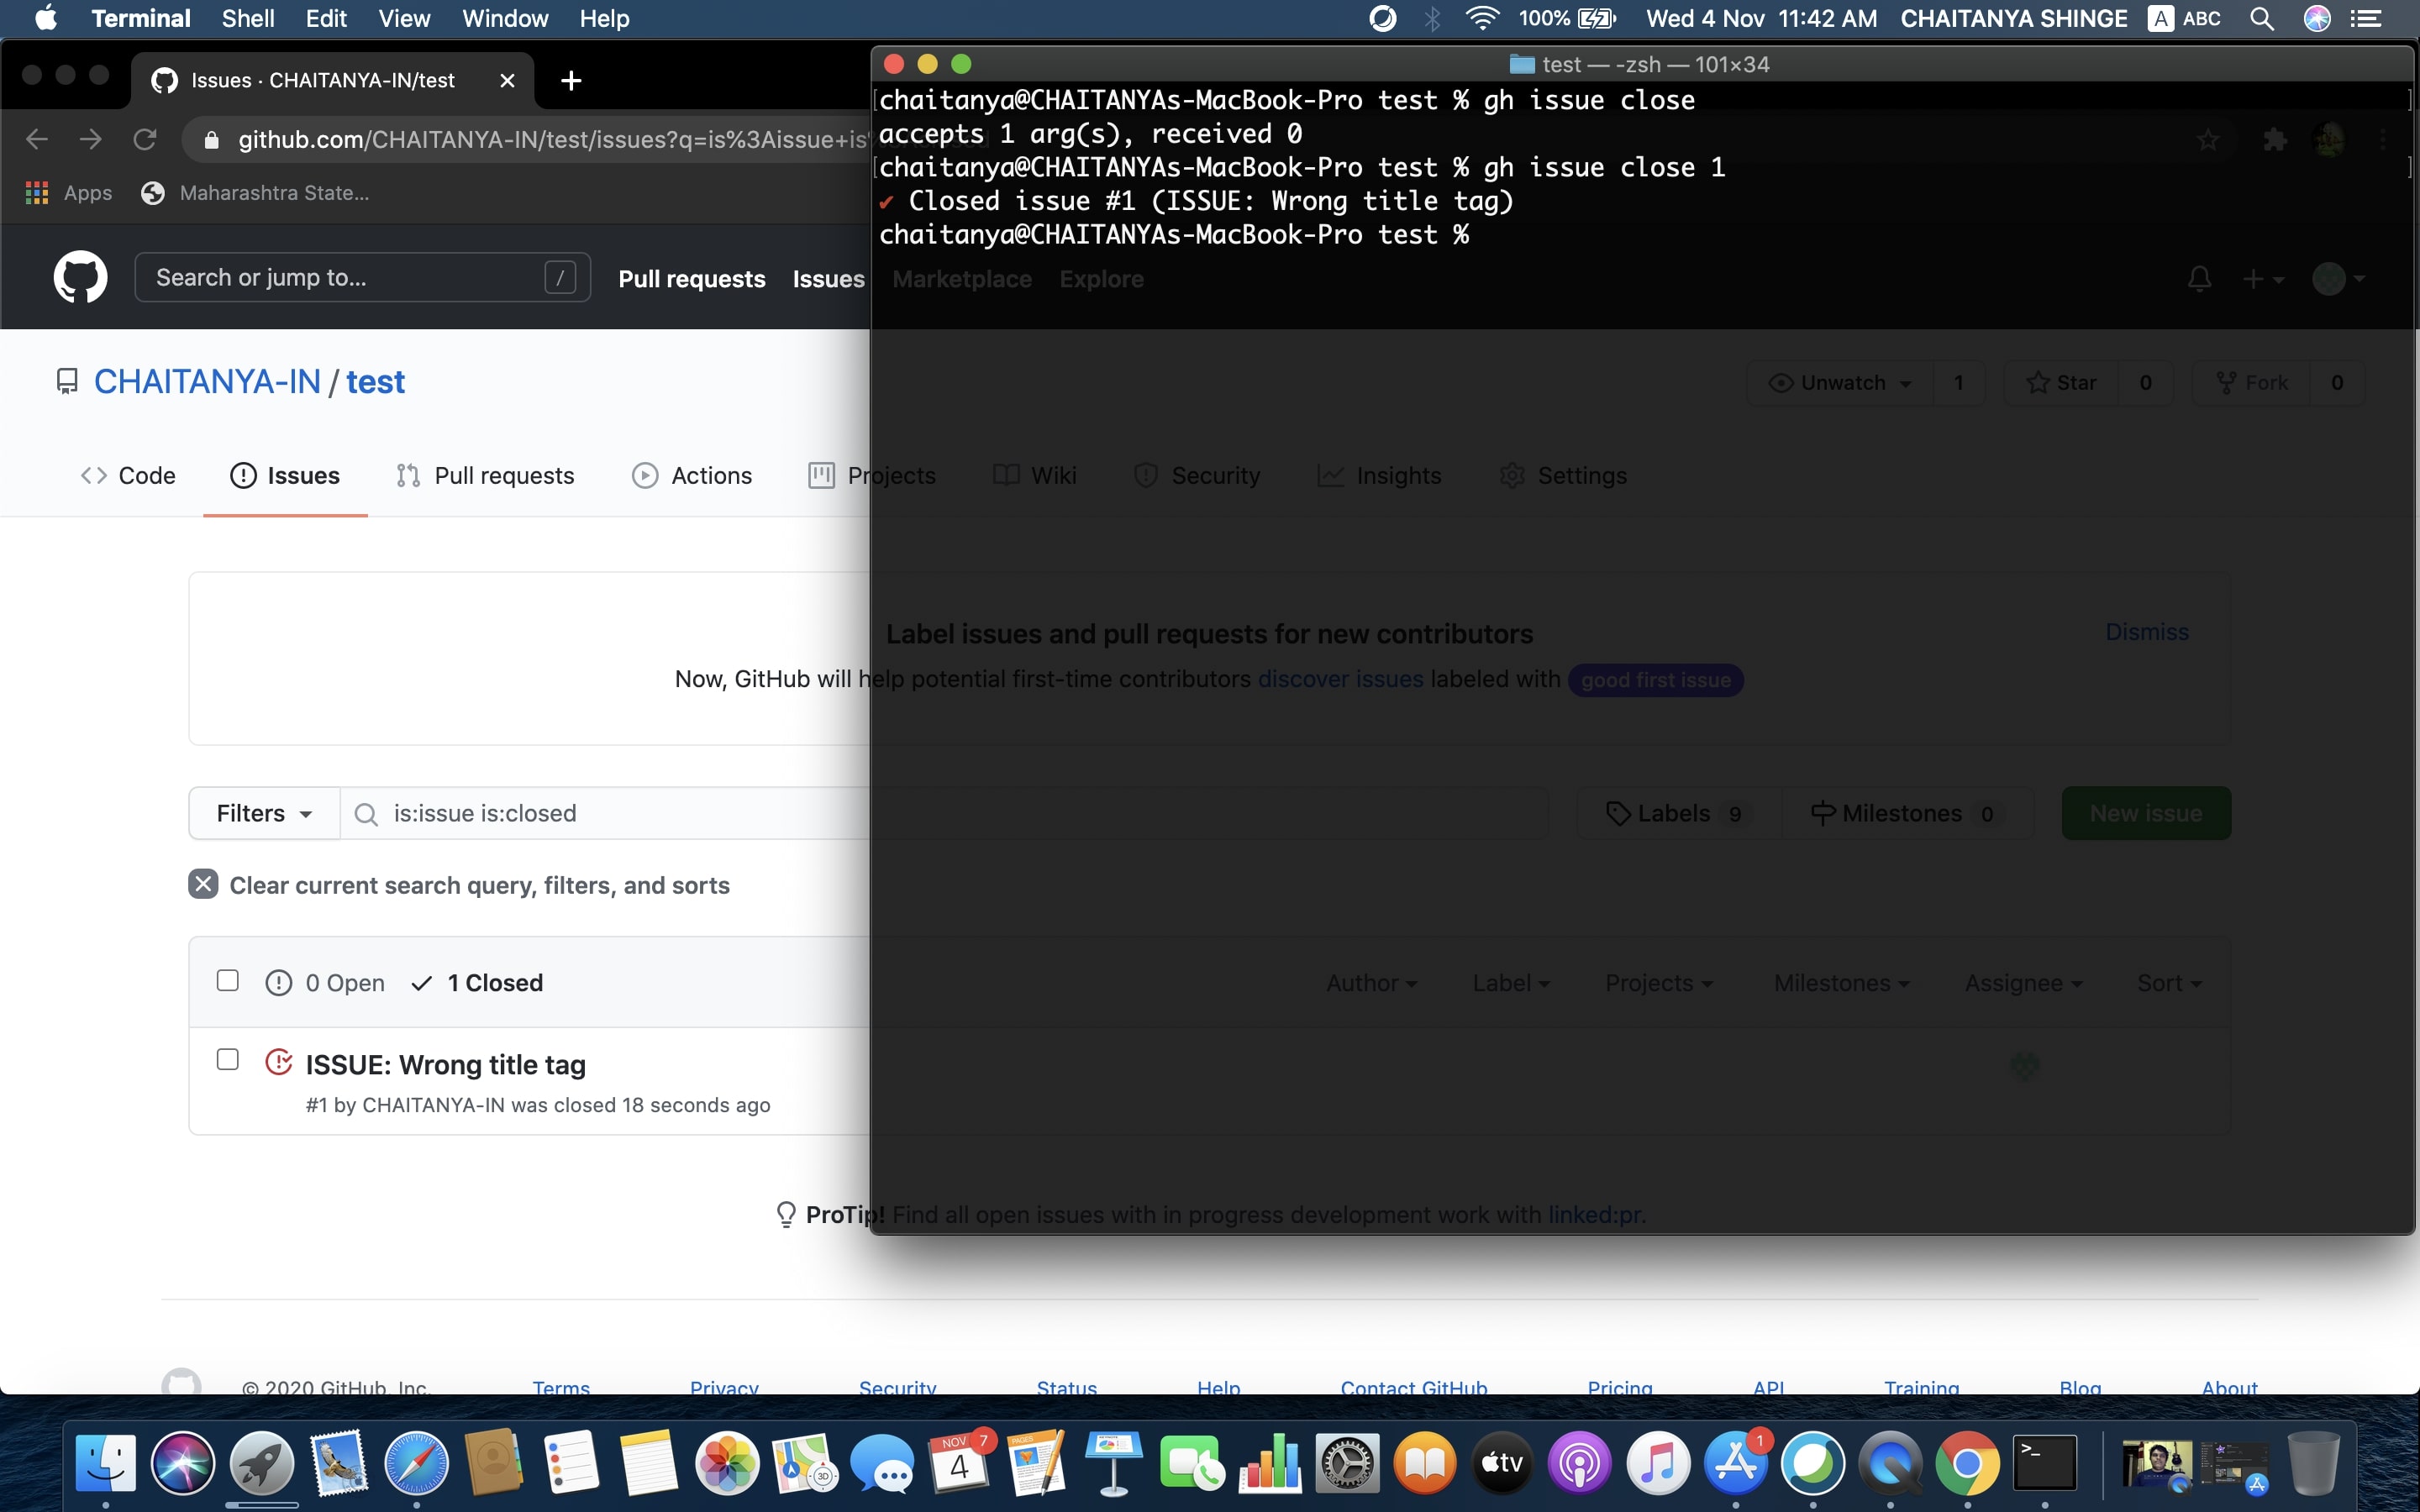 Terminal Shell Edit View Window Help 100% Wed 4 Nov 11:42 AM CHAITANYA SHINGE A ABC
Issues · CHAITANYA-IN/test
test — -zsh — 101×34
github.com/CHAITANYA-IN/test/issues?q=is%3Aissue+is
Apps Maharashtra State...
chaitanya@CHAITANYAs-MacBook-Pro test % gh issue close
accepts 1 arg(s), received 0
chaitanya@CHAITANYAs-MacBook-Pro test % gh issue close 1
✔ Closed issue #1 (ISSUE: Wrong title tag)
chaitanya@CHAITANYAs-MacBook-Pro test %
Search or jump to... / Pull requests Issues Marketplace Explore
CHAITANYA-IN / test Unwatch 1 Star 0 Fork 0
Code Issues Pull requests Actions Projects Wiki Security Insights Settings
Label issues and pull requests for new contributors Dismiss
Now, GitHub will help potential first-time contributors discover issues labeled with good first issue
Filters is:issue is:closed Labels 9 Milestones 0 New issue
Clear current search query, filters, and sorts
0 Open 1 Closed Author Label Projects Milestones Assignee Sort
ISSUE: Wrong title tag
#1 by CHAITANYA-IN was closed 18 seconds ago
ProTip! Find all open issues with in progress development work with linked:pr.
© 2020 GitHub, Inc. Terms Privacy Security Status Help Contact GitHub Pricing API Training Blog About
NOV 7
4
PAGES
3D
tv
1
>_